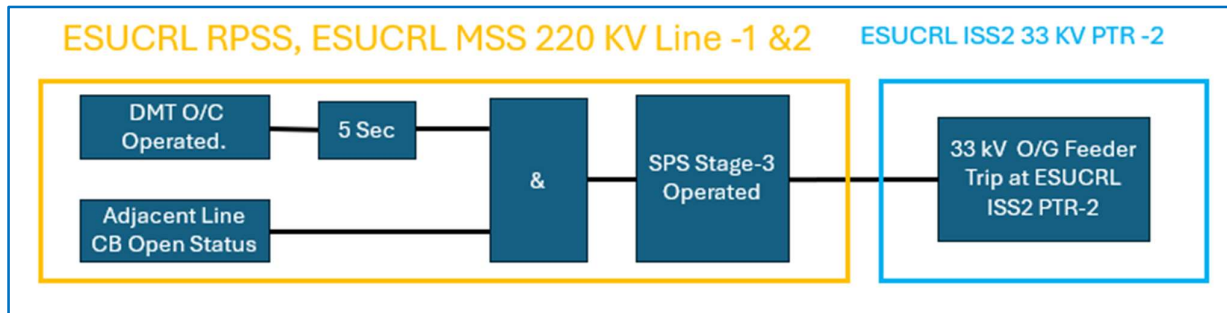 ESUCRL RPSS, ESUCRL MSS 220 KV Line -1 &2
ESUCRL ISS2 33 KV PTR -2
DMT O/C
Operated.
5 Sec
&
SPS Stage-3
Operated
33 kV O/G Feeder
Trip at ESUCRL
ISS2 PTR-2
Adjacent Line
CB Open Status